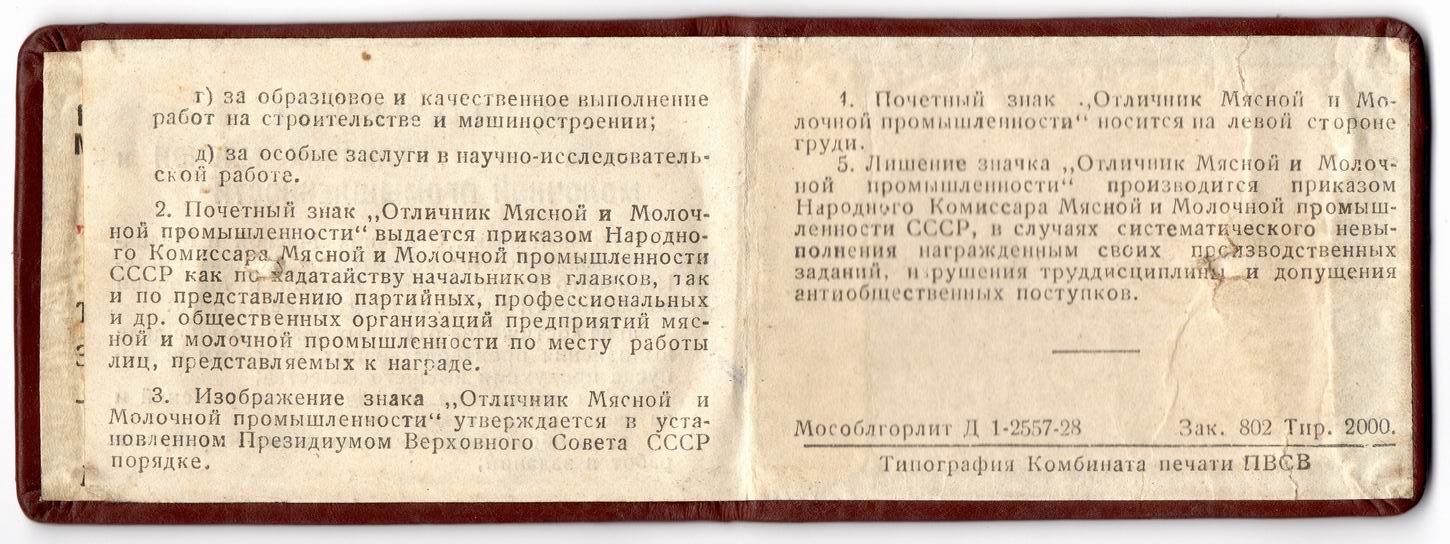 г) за образцовое и качественное выполнение
работ на строительстве и машиностроении;
д) за особые заслуги в научно-исследователь-
ской работе.
2. Почетный знак „Отличник Мясной и Молоч-
ной промышленности“ выдается приказом Народно-
го Комиссара Мясной и Молочной промышленности
СССР как по хадатайству начальников главков, так
и по представлению партийных, профессиональных
и др. общественных организаций предприятий мяс-
ной и молочной промышленности по месту работы
лиц, представляемых к награде.
3. Изображение знака „Отличник Мясной и
Молочной промышленности“ утверждается в уста-
новленном Президиумом Верховного Совета СССР
порядке.
4. Почетный знак „Отличник Мясной и Мо-
лочной промышленности“ носится на левой стороне
груди.
5. Лишение значка „Отличник Мясной и Молоч-
ной промышленности“ производится приказом
Народного Комиссара Мясной и Молочной промыш-
ленности СССР, в случаях систематического невы-
полнения награжденным своих производственных
заданий, нарушения труддисциплины и допущения
антиобщественных поступков.
Мособлгорлит Д 1-2557-28 Зак. 802 Тир. 2000.
Типография Комбината печати ПВСВ